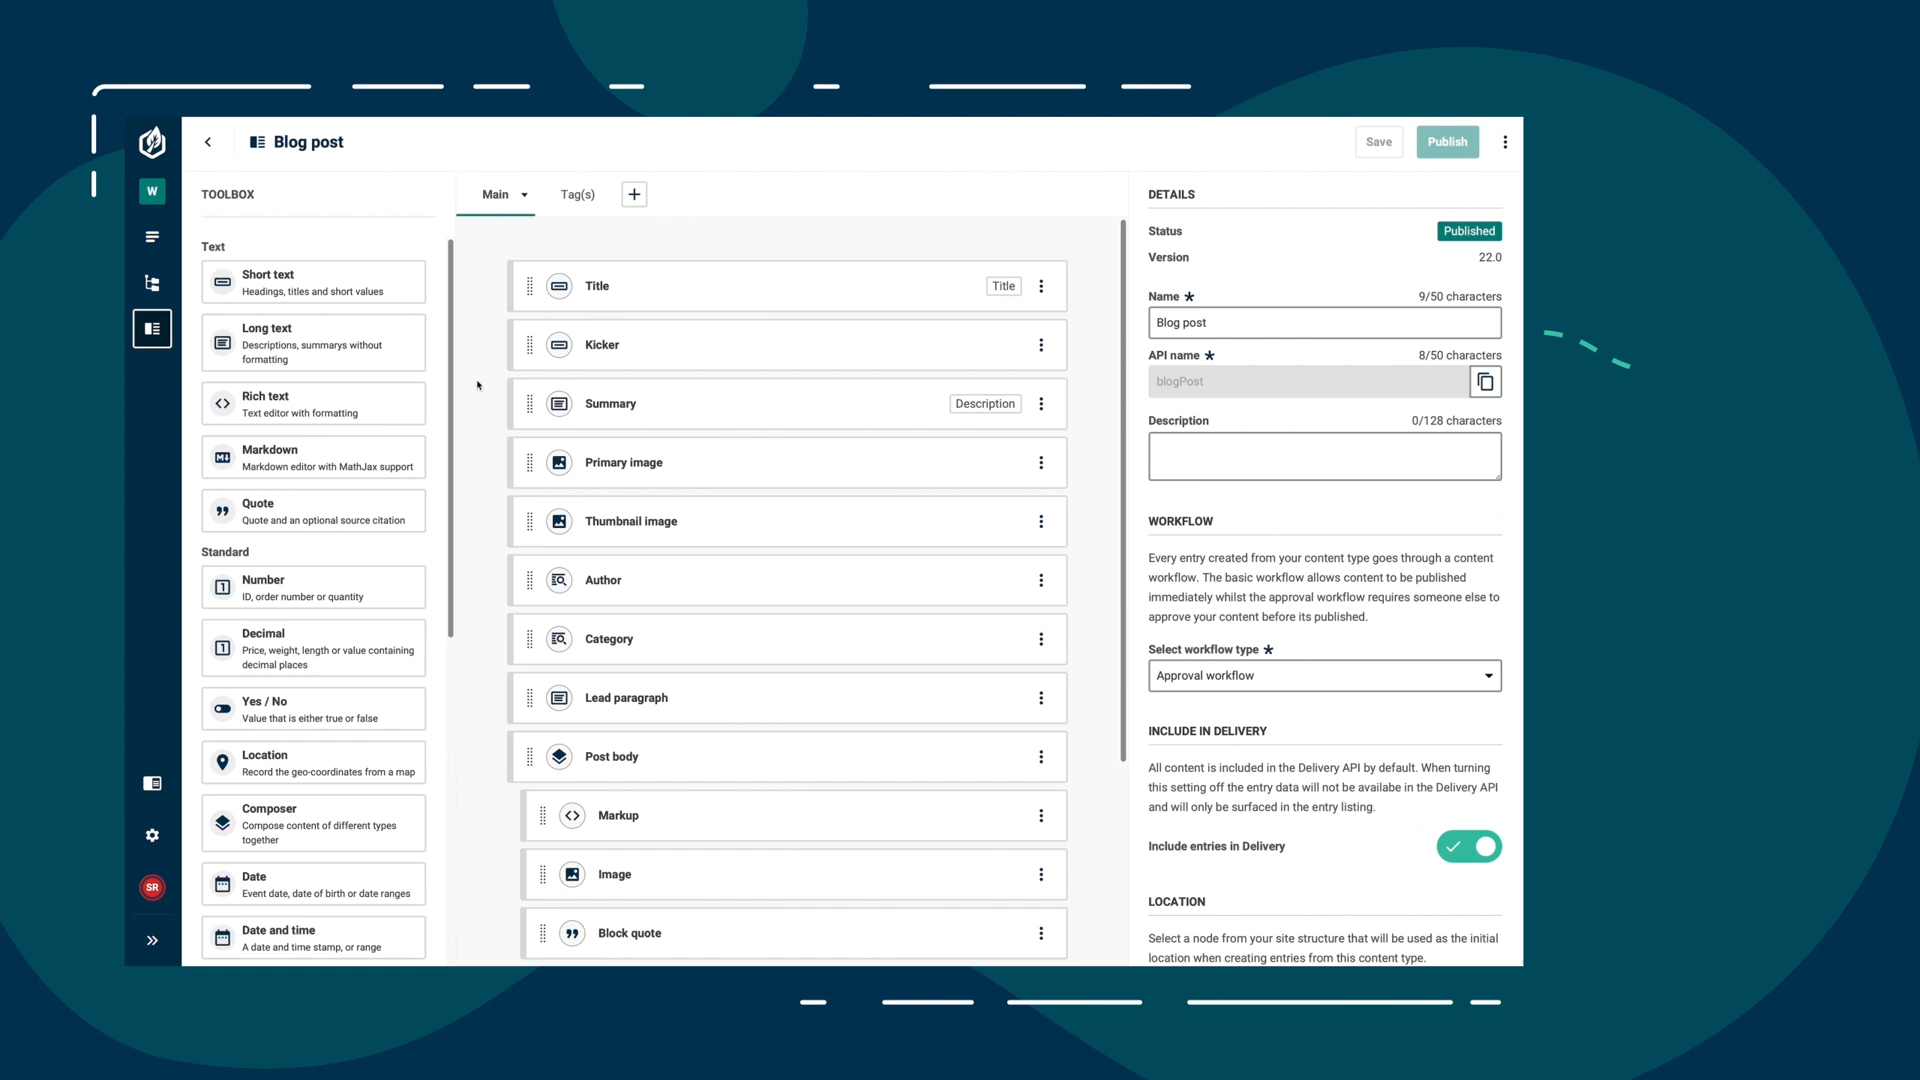 Blog post
Save
Publish
W
TOOLBOX
Main
Tag(s)
Text
Short text
Headings, titles and short values
Long text
Descriptions, summarys without
formatting
Rich text
Text editor with formatting
Markdown
Markdown editor with MathJax support
Quote
Quote and an optional source citation
Standard
Number
ID, order number or quantity
Decimal
Price, weight, length or value containing
decimal places
Yes / No
Value that is either true or false
Location
Record the geo-coordinates from a map
Composer
Compose content of different types
together
Date
Event date, date of birth or date ranges
Date and time
A date and time stamp, or range
SR
Title
Title
Kicker
Summary
Description
Primary image
Thumbnail image
Author
Category
Lead paragraph
Post body
Markup
Image
Block quote
DETAILS
Status
Published
Version
22.0
Name *
9/50 characters
Blog post
API name *
8/50 characters
blogPost
Description
0/128 characters
WORKFLOW
Every entry created from your content type goes through a content
workflow. The basic workflow allows content to be published
immediately whilst the approval workflow requires someone else to
approve your content before its published.
Select workflow type *
Approval workflow
INCLUDE IN DELIVERY
All content is included in the Delivery API by default. When turning
this setting off the entry data will not be availabe in the Delivery API
and will only be surfaced in the entry listing.
Include entries in Delivery
LOCATION
Select a node from your site structure that will be used as the initial
location when creating entries from this content type.